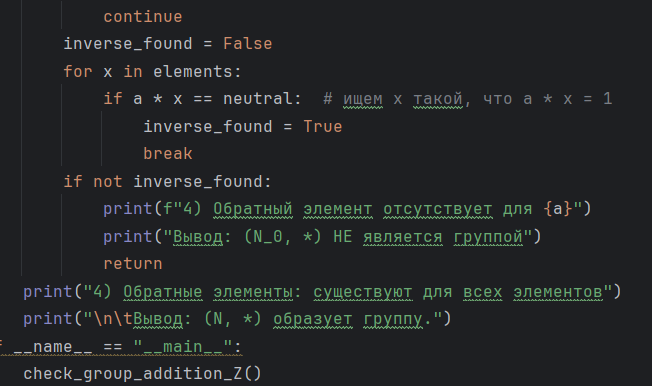 continue
inverse_found = False
for x in elements:
if a * x == neutral:  # ищем x такой, что a * x = 1
inverse_found = True
break
if not inverse_found:
print(f"4) Обратный элемент отсутствует для {a}")
print("Вывод: (N_0, *) НЕ является группой")
return
print("4) Обратные элементы: существуют для всех элементов")
print("\n\tВывод: (N, *) образует группу.")
__name__ == "__main__":
check_group_addition_Z()